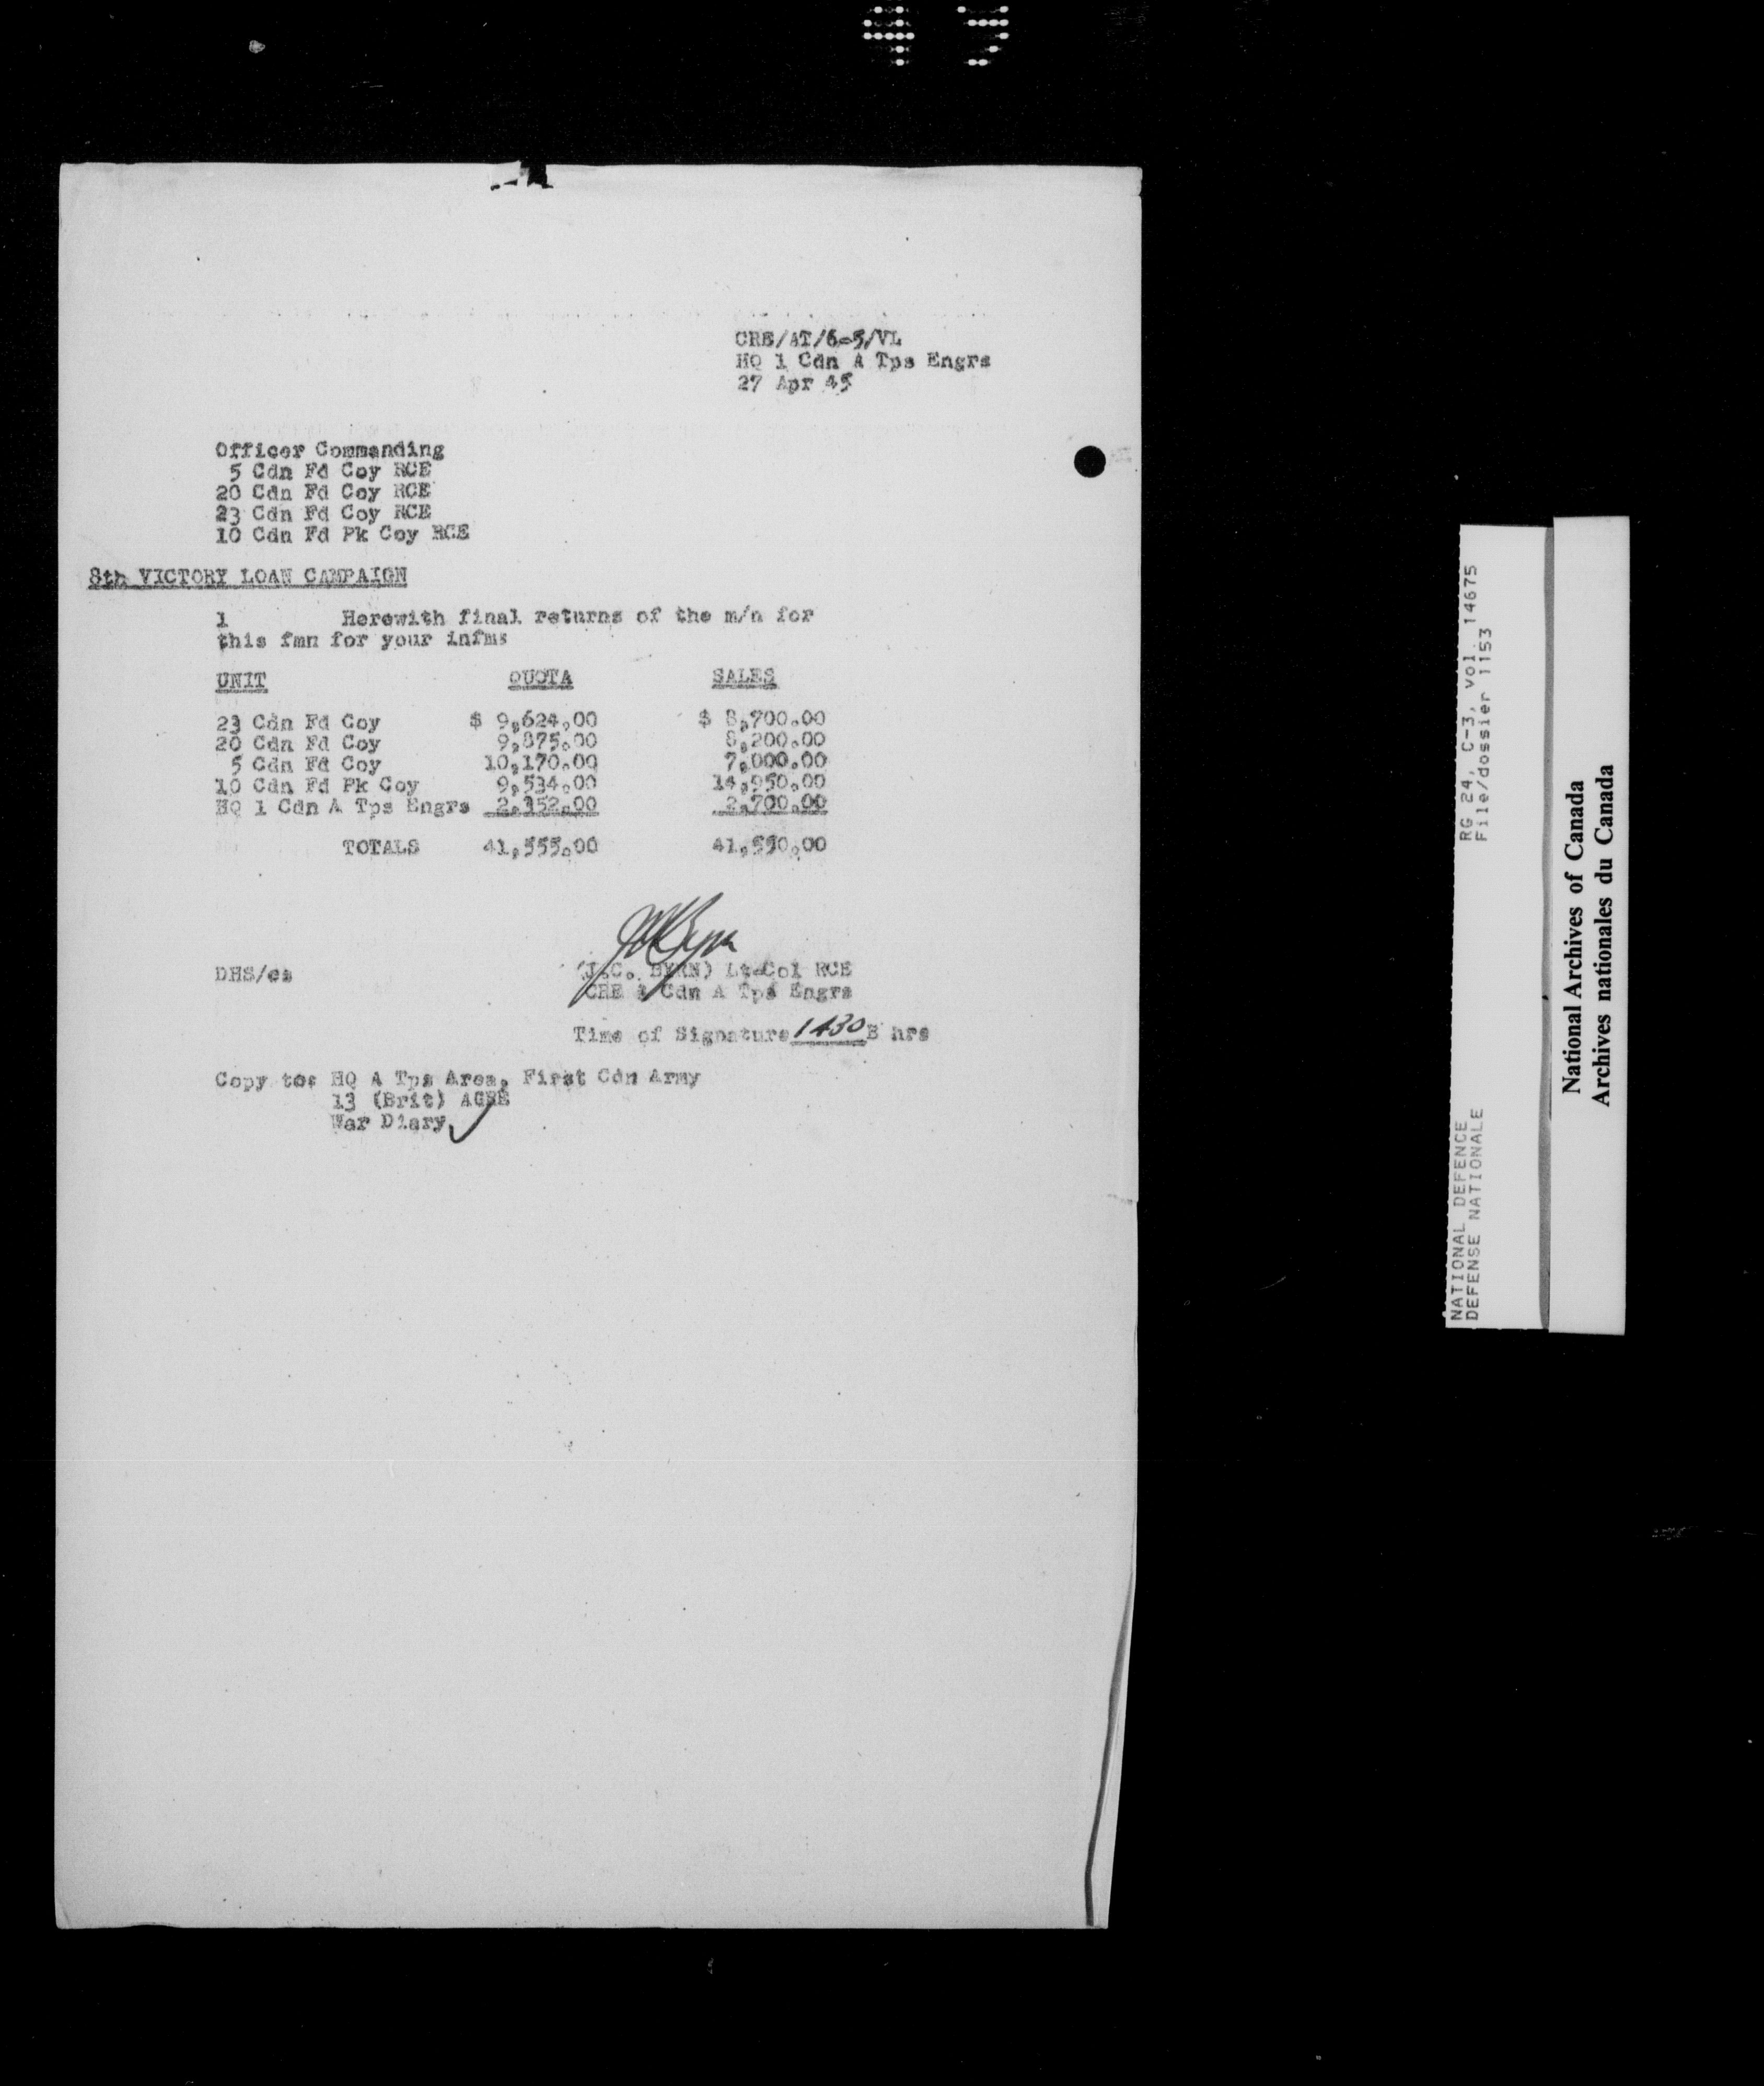 CRE/AT/6-5/VL
HQ 1 Cdn A Tps Engrs
27 Apr 45
Officer Commanding
5 Cdn Fd Coy RCE
20 Cdn Fd Coy RCE
23 Cdn Fd Coy RCE
10 Cdn Fd Pk Coy RCE
8th VICTORY LOAN CAMPAIGN
1 Herewith final returns of the m/n for
this fmn for your infms
UNIT QUOTA SALES
23 Cdn Fd Coy $ 9,624.00 $ 8,700.00
20 Cdn Fd Coy 9,875.00 8,200.00
5 Cdn Fd Coy 10,170.00 7,000.00
10 Cdn Fd Pk Coy 9,534.00 14,950.00
HQ 1 Cdn A Tps Engrs 2,352.00 2,700.00
TOTALS 41,555.00 41,550.00
DHS/es (J.C. BYRN) Lt-Col RCE
CRE 1 Cdn A Tps Engrs
Time of Signature 1430 B hrs
Copy to: HQ A Tps Area, First Cdn Army
13 (Brit) AGRE
War Diary
RG 24, C-3, vol. 14675
File/dossier 1153
NATIONAL DEFENCE
DEFENSE NATIONALE
National Archives of Canada
Archives nationales du Canada